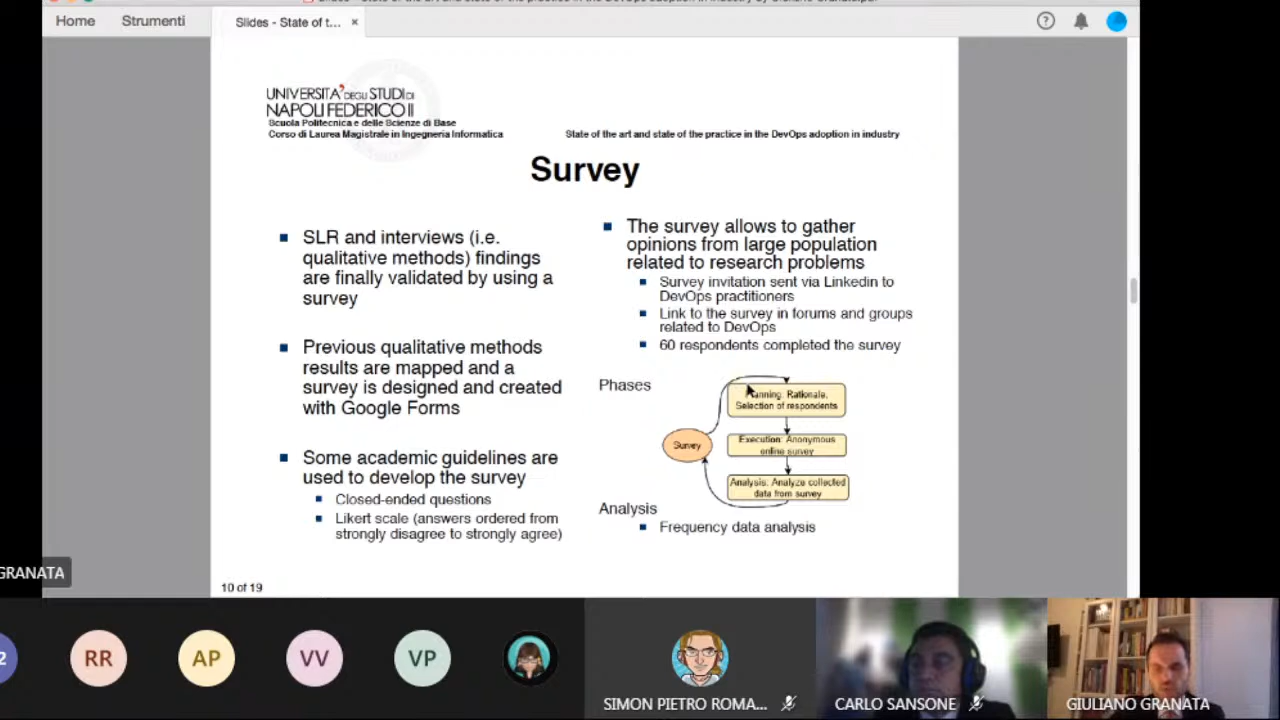 Home
Strumenti
Slides - State of t...
×
UNIVERSITA' DEGLI STUDI DI
NAPOLI FEDERICO II
Scuola Politecnica e delle Scienze di Base
Corso di Laurea Magistrale in Ingegneria Informatica
State of the art and state of the practice in the DevOps adoption in industry
Survey
SLR and interviews (i.e.
qualitative methods) findings
are finally validated by using a
survey
Previous qualitative methods
results are mapped and a
survey is designed and created
with Google Forms
Some academic guidelines are
used to develop the survey
Closed-ended questions
Likert scale (answers ordered from
strongly disagree to strongly agree)
The survey allows to gather
opinions from large population
related to research problems
Survey invitation sent via Linkedin to
DevOps practitioners
Link to the survey in forums and groups
related to DevOps
60 respondents completed the survey
Phases
Planning: Rationale,
Selection of respondents
Survey
Execution: Anonymous
online survey
Analysis: Analyze collected
data from survey
Analysis
Frequency data analysis
10 of 19
GRANATA
2
RR
AP
VV
VP
SIMON PIETRO ROMA...
CARLO SANSONE
GIULIANO GRANATA